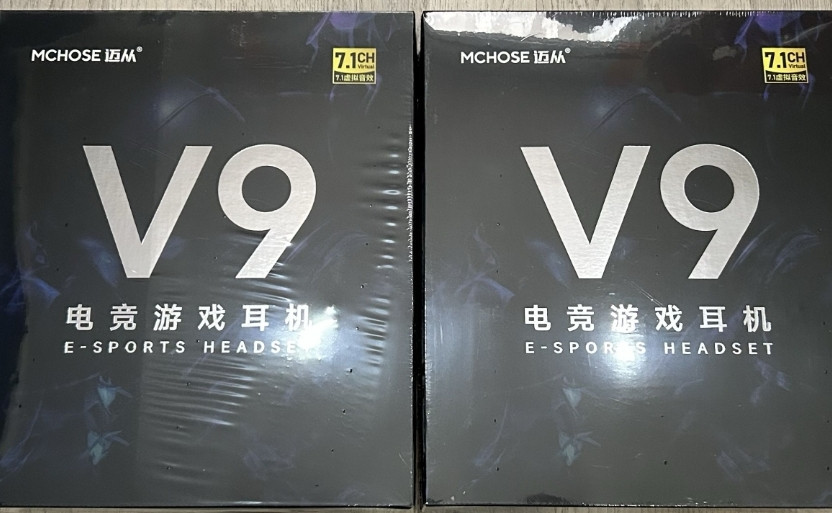 MCHOSE 迈从®
7.1CH
Virtual
7.1虚拟音效
V9
电竞游戏耳机
E-SPORTS HEADSET
MCHOSE 迈从®
7.1CH
Virtual
7.1虚拟音效
V9
电竞游戏耳机
E-SPORTS HEADSET